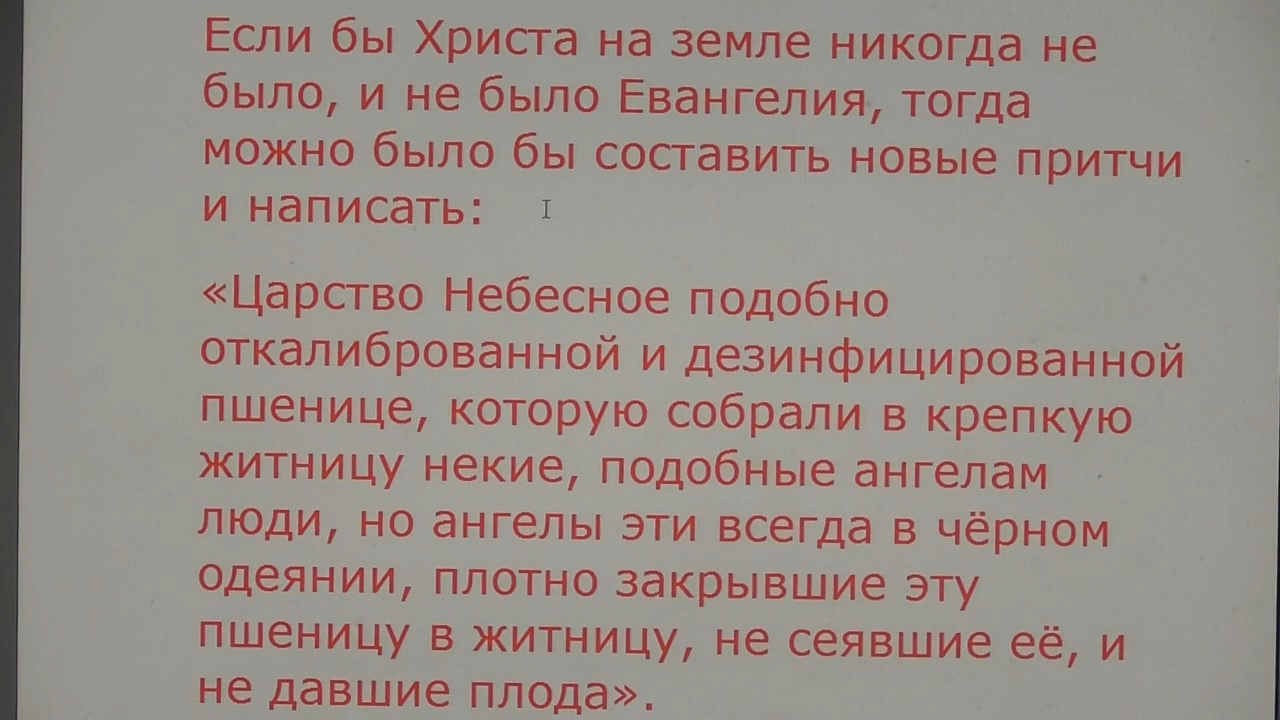 Если бы Христа на земле никогда не
было, и не было Евангелия, тогда
можно было бы составить новые притчи
и написать:
«Царство Небесное подобно
откалиброванной и дезинфицированной
пшенице, которую собрали в крепкую
житницу некие, подобные ангелам
люди, но ангелы эти всегда в чёрном
одеянии, плотно закрывшие эту
пшеницу в житницу, не сеявшие её, и
не давшие плода».